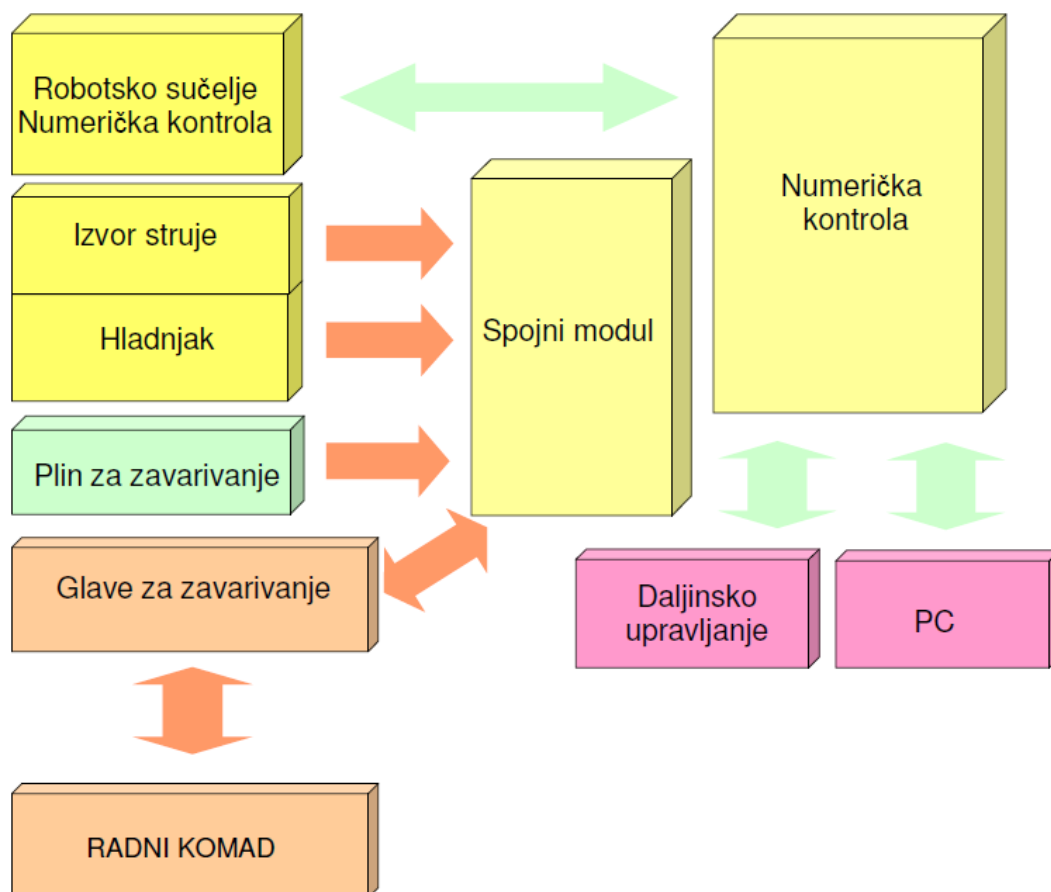 Robotsko sučelje
Numerička kontrola
Izvor struje
Hladnjak
Plin za zavarivanje
Glave za zavarivanje
RADNI KOMAD
Spojni modul
Numerička
kontrola
Daljinsko
upravljanje
PC